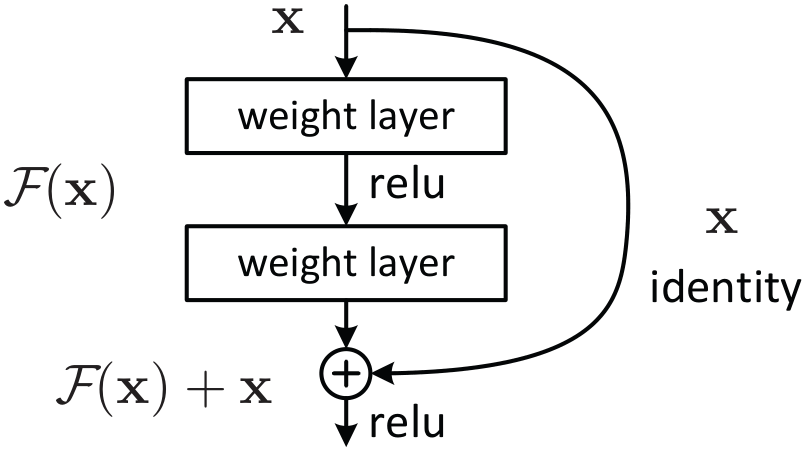 x
weight layer
F(x)
relu
x
weight layer
identity
F(x) + x
+
relu